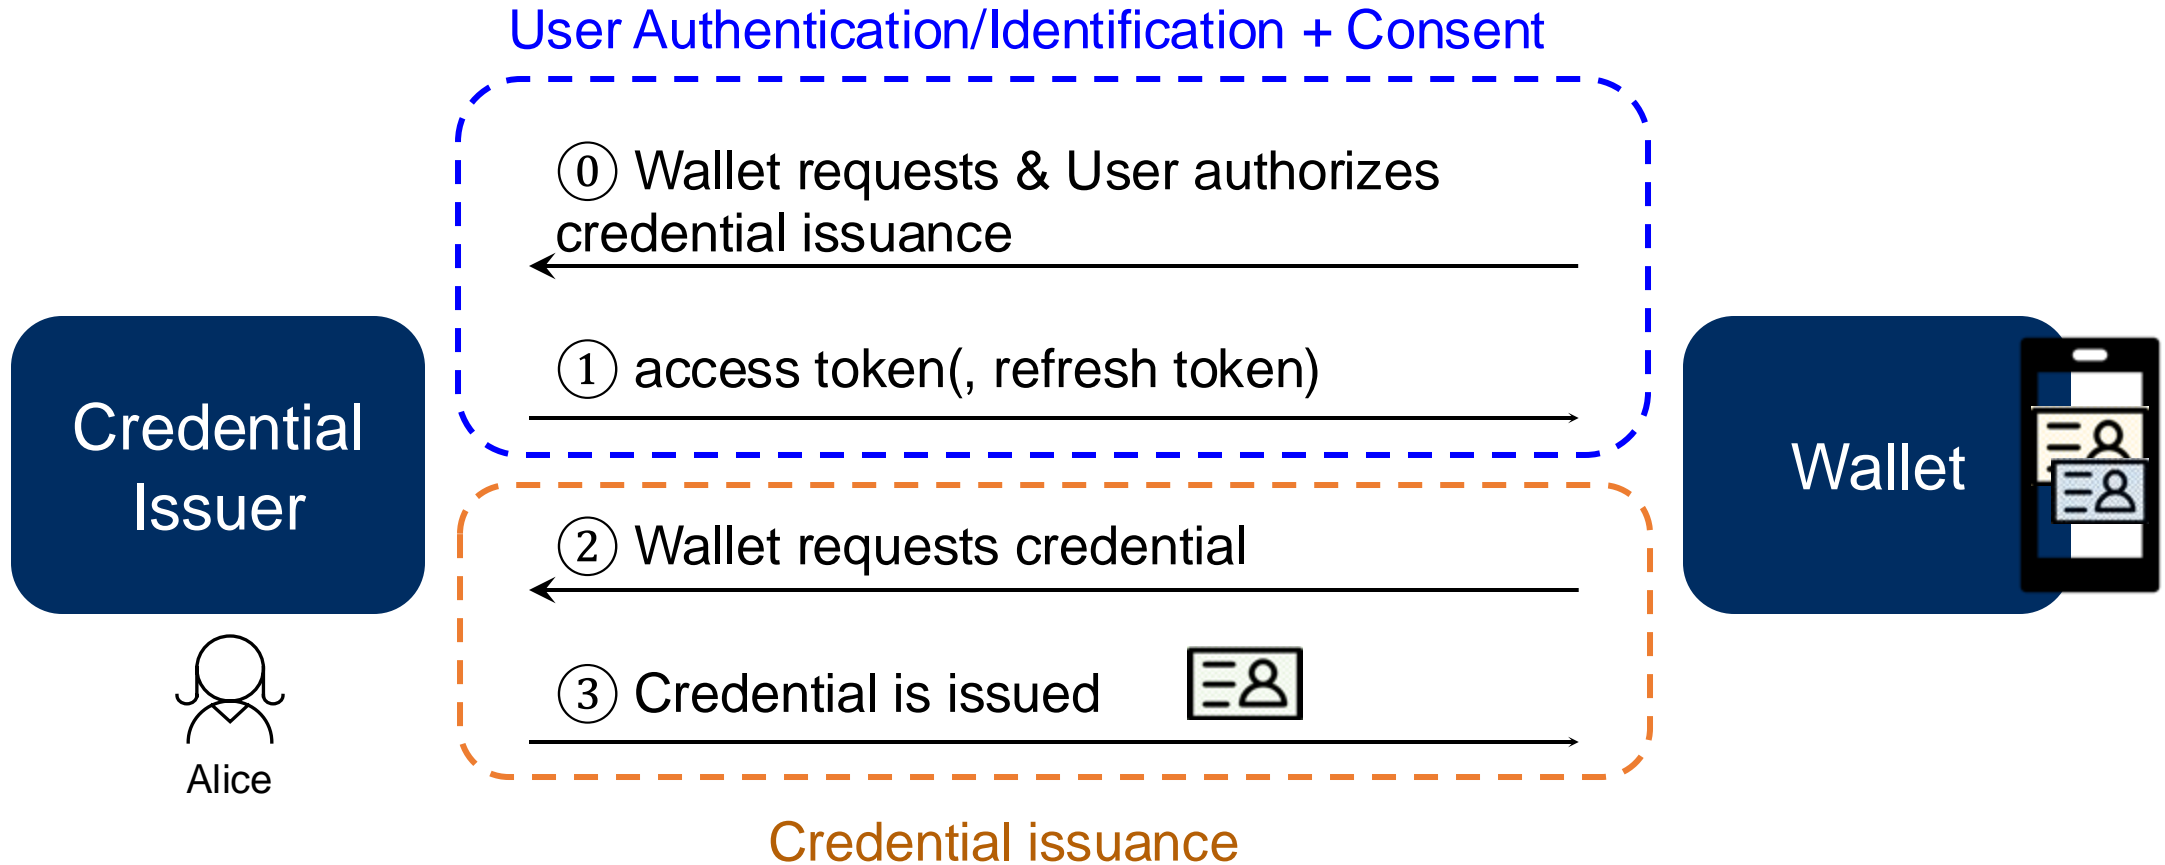 User Authentication/Identification + Consent
⓪ Wallet requests & User authorizes
credential issuance
① access token(, refresh token)
Credential
Issuer
Wallet
② Wallet requests credential
③ Credential is issued
Alice
Credential issuance